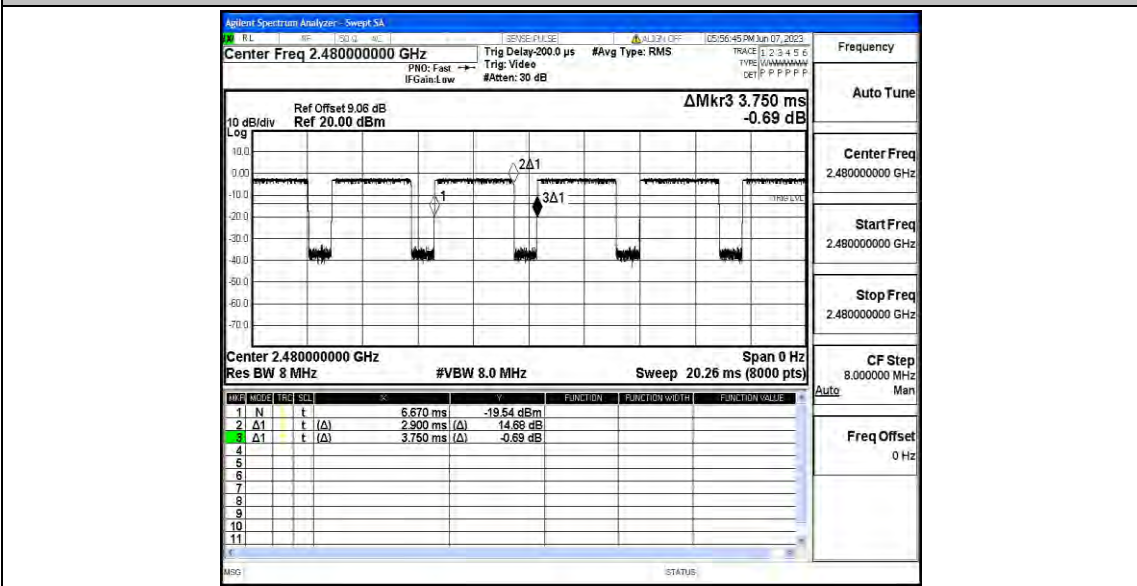 Agilent Spectrum Analyzer - Swept SA
RL RF 50 Ω AC SENSE:PULSE ALIGN OFF 05:56:45 PM Jun 07, 2023
Center Freq 2.480000000 GHz
PNO: Fast
IFGain:Low
Trig Delay-200.0 µs
Trig: Video
#Atten: 30 dB
#Avg Type: RMS
TRACE 1 2 3 4 5 6
TYPE
DET P P P P P P
Ref Offset 9.06 dB
10 dB/div Ref 20.00 dBm
Log
ΔMkr3 3.750 ms
-0.69 dB
10.0
0.00
-10.0
-20.0
-30.0
-40.0
-50.0
-60.0
-70.0
1
2Δ1
3Δ1
TRIG LVL
Center 2.480000000 GHz Span 0 Hz
Res BW 8 MHz #VBW 8.0 MHz Sweep 20.26 ms (8000 pts)
MKR MODE TRC SCL X Y FUNCTION FUNCTION WIDTH FUNCTION VALUE
1 N t 6.670 ms -19.54 dBm
2 Δ1 t (Δ) 2.900 ms (Δ) 14.68 dB
3 Δ1 t (Δ) 3.750 ms (Δ) -0.69 dB
4
5
6
7
8
9
10
11
MSG STATUS
Frequency
Auto Tune
Center Freq
2.480000000 GHz
Start Freq
2.480000000 GHz
Stop Freq
2.480000000 GHz
CF Step
8.000000 MHz
Auto Man
Freq Offset
0 Hz